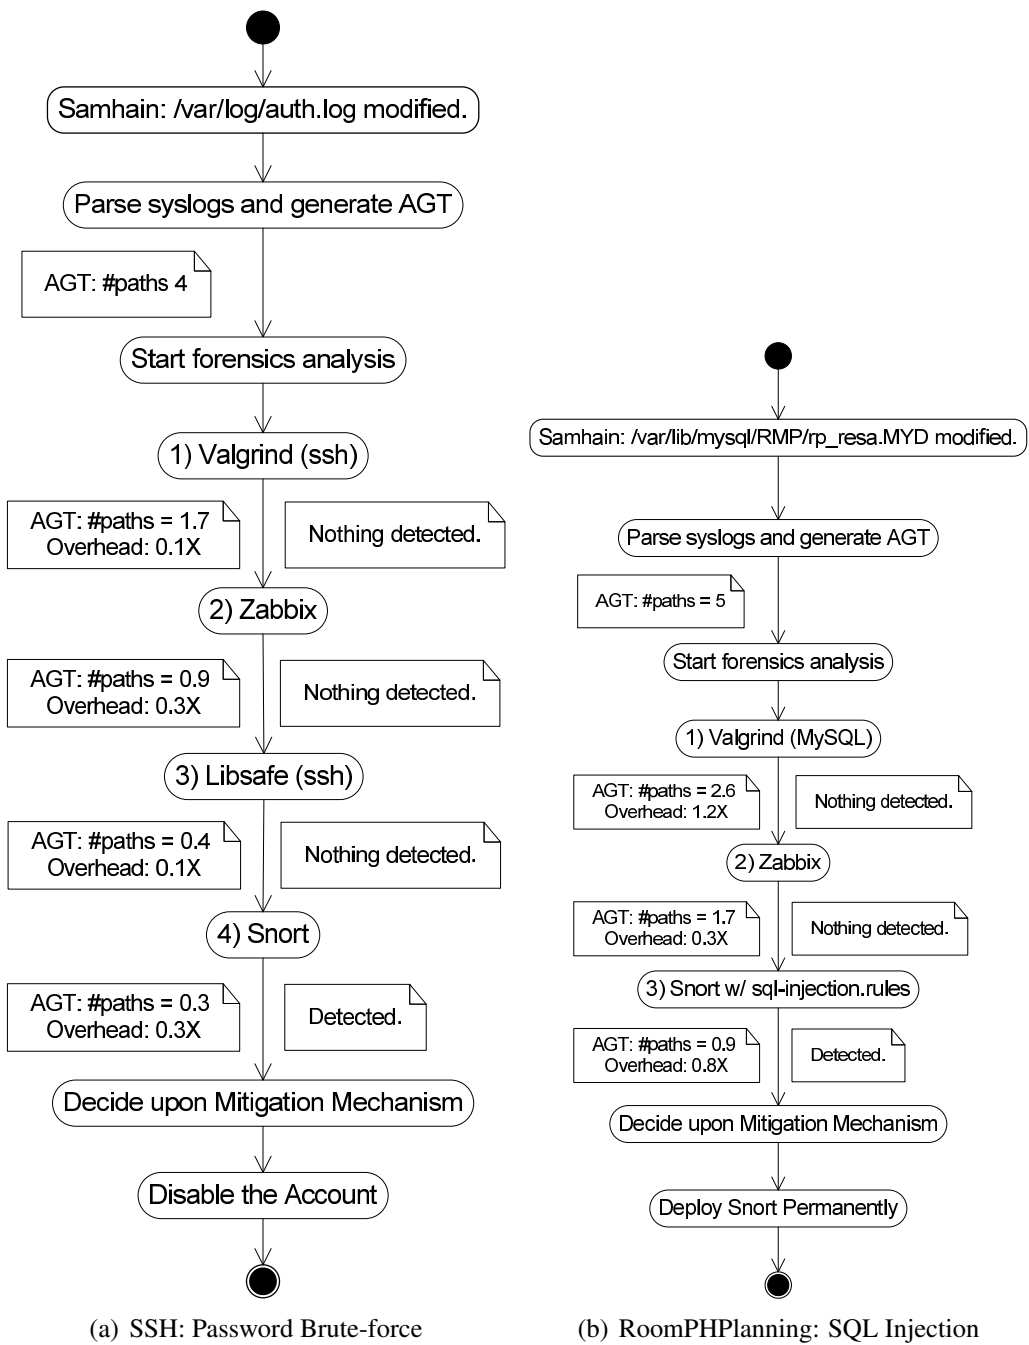 Samhain: /var/log/auth.log modified.
Parse syslogs and generate AGT
AGT: #paths 4
Start forensics analysis
1) Valgrind (ssh)
AGT: #paths = 1.7
Overhead: 0.1X
Nothing detected.
2) Zabbix
AGT: #paths = 0.9
Overhead: 0.3X
Nothing detected.
3) Libsafe (ssh)
AGT: #paths = 0.4
Overhead: 0.1X
Nothing detected.
4) Snort
AGT: #paths = 0.3
Overhead: 0.3X
Detected.
Decide upon Mitigation Mechanism
Disable the Account
(a) SSH: Password Brute-force
Samhain: /var/lib/mysql/RMP/rp_resa.MYD modified.
Parse syslogs and generate AGT
AGT: #paths = 5
Start forensics analysis
1) Valgrind (MySQL)
AGT: #paths = 2.6
Overhead: 1.2X
Nothing detected.
2) Zabbix
AGT: #paths = 1.7
Overhead: 0.3X
Nothing detected.
3) Snort w/ sql-injection.rules
AGT: #paths = 0.9
Overhead: 0.8X
Detected.
Decide upon Mitigation Mechanism
Deploy Snort Permanently
(b) RoomPHPlanning: SQL Injection